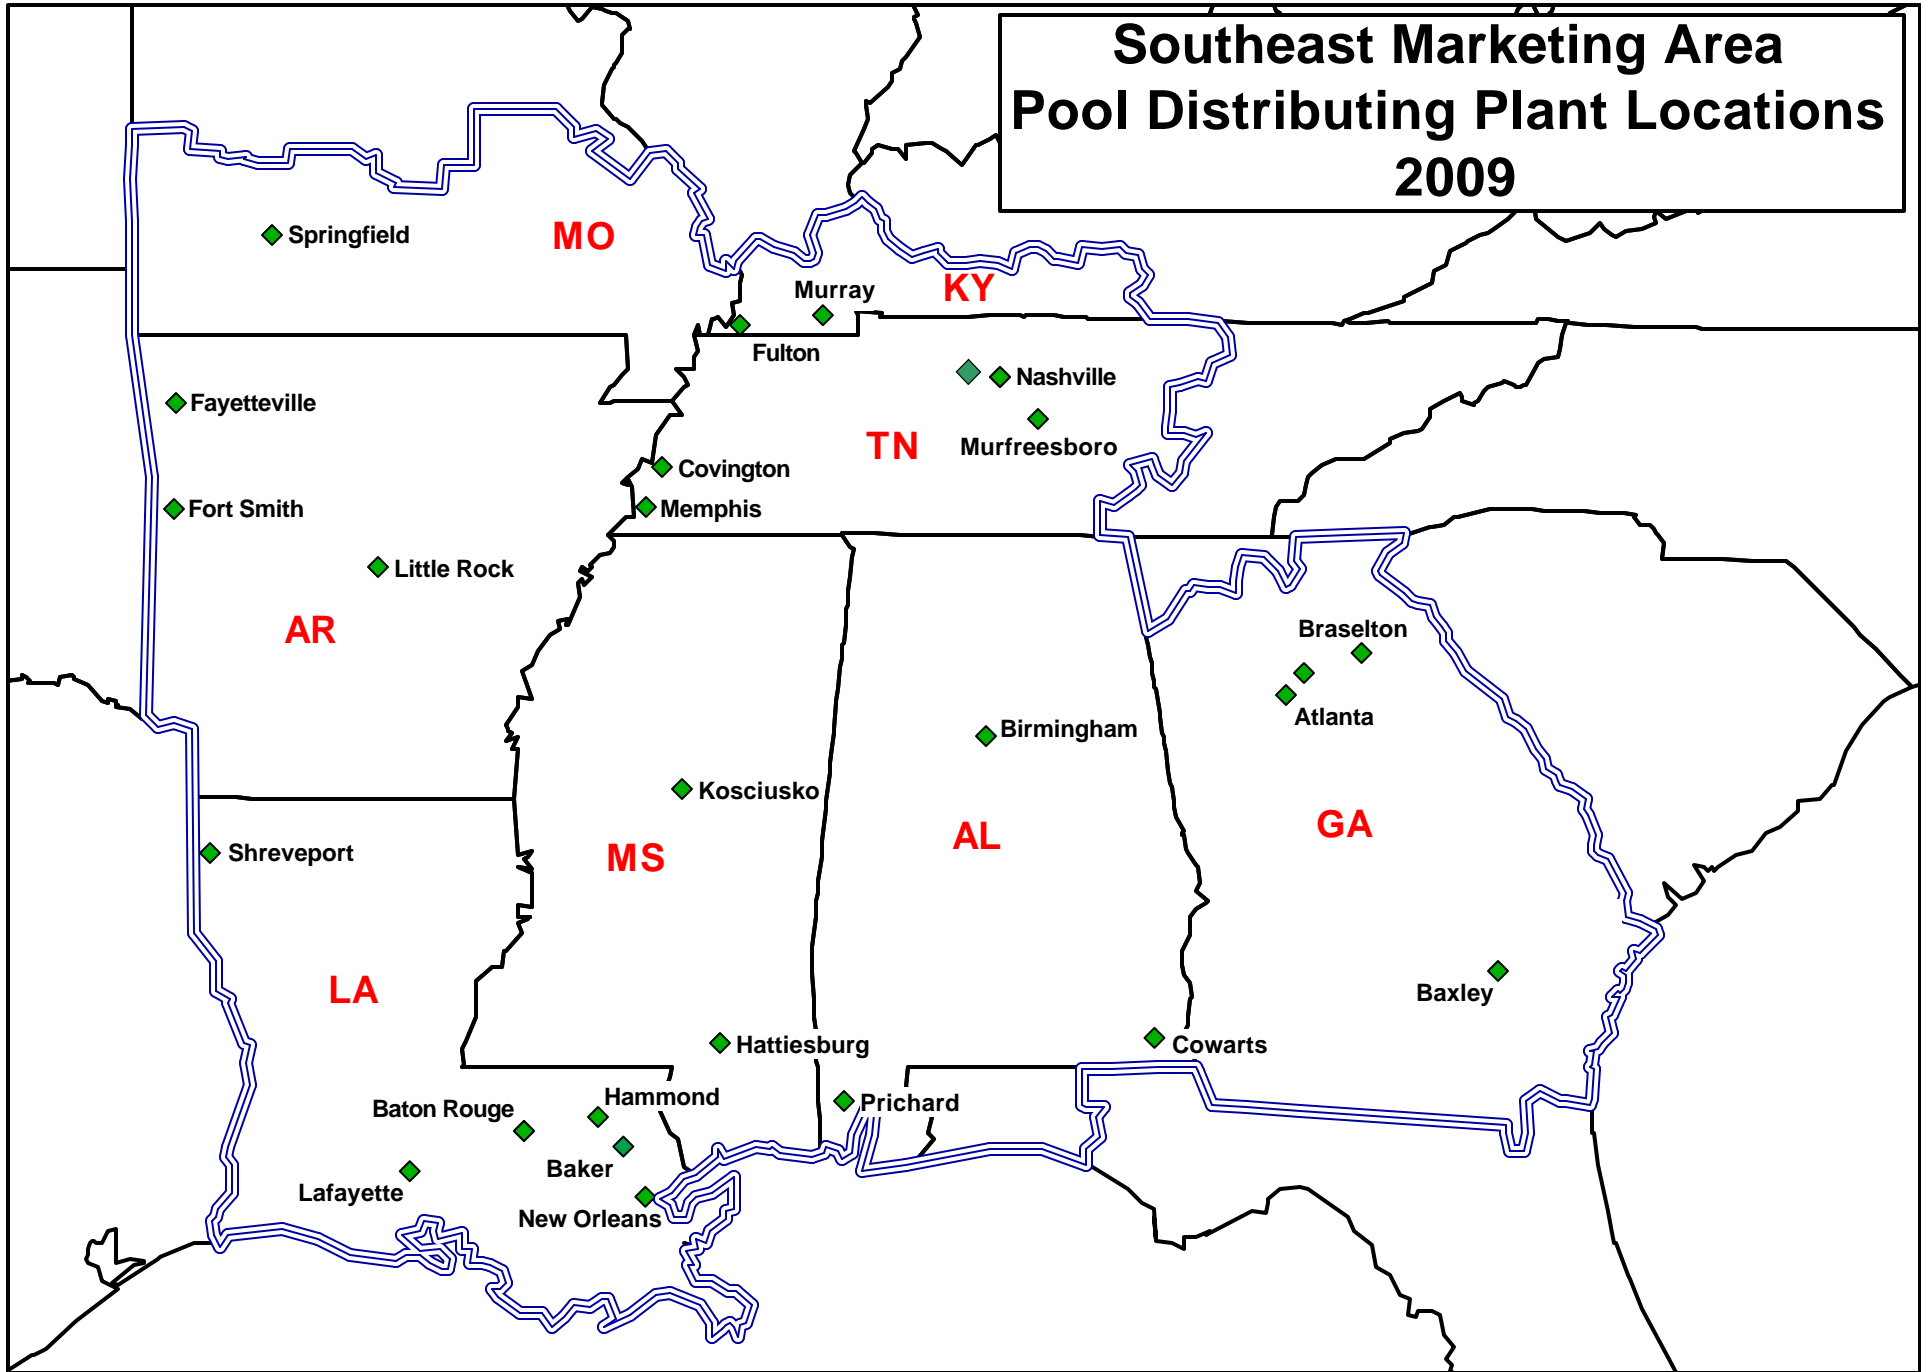 Southeast Marketing Area
Pool Distributing Plant Locations
2009
Springfield
MO
Murray
KY
Fulton
Nashville
Fayetteville
Murfreesboro
TN
Covington
Memphis
Fort Smith
Little Rock
AR
Braselton
Atlanta
Birmingham
Kosciusko
GA
AL
MS
Shreveport
LA
Baxley
Hattiesburg
Cowarts
Hammond
Prichard
Baton Rouge
Baker
Lafayette
New Orleans